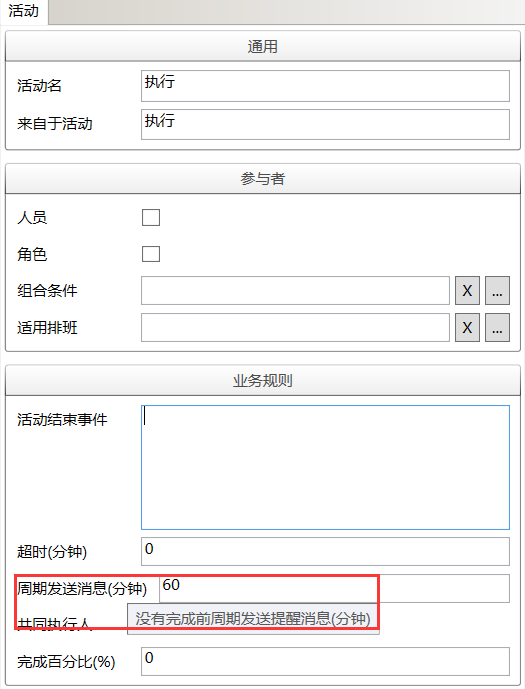 活动
通用
活动名 执行
来自于活动 执行
参与者
人员
角色
组合条件 X ...
适用排班 X ...
业务规则
活动结束事件
超时(分钟) 0
周期发送消息(分钟) 60
共同执行人 没有完成前周期发送提醒消息(分钟)
完成百分比(%) 0